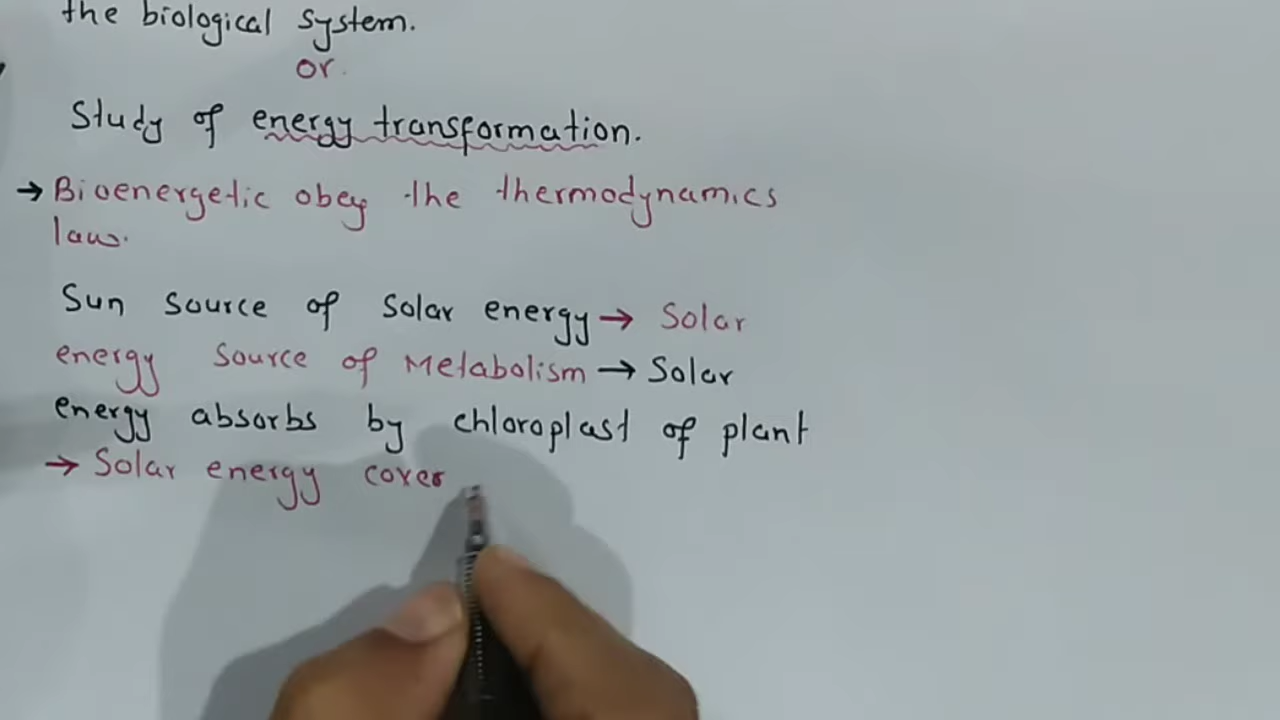 the biological system.
or
Study of energy transformation.
→ Bioenergetic obey the thermodynamics
law.
Sun source of solar energy → Solar
energy source of Metabolism → Solar
energy absorbs by chloroplast of plant
→ Solar energy cover